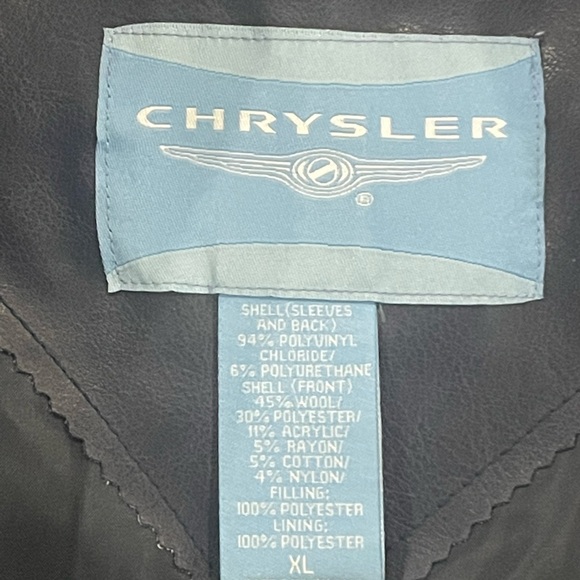 CHRYSLER
®
SHELL(SLEEVES
AND BACK)
94% POLYVINYL
CHLORIDE/
6% POLYURETHANE
SHELL (FRONT)
45% WOOL/
30% POLYESTER/
11% ACRYLIC/
5% RAYON/
5% COTTON/
4% NYLON/
FILLING:
100% POLYESTER
LINING:
100% POLYESTER
XL